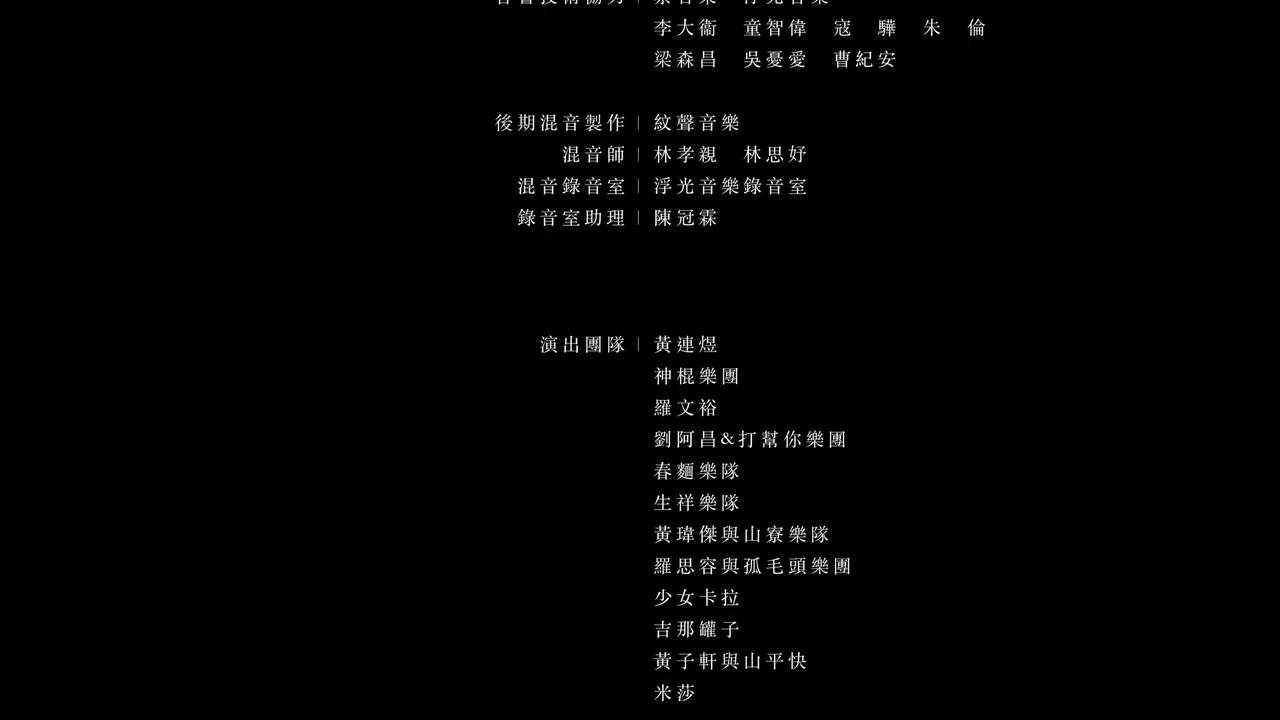 李大衞 童智偉 寇驊 朱倫
梁森昌 吳憂愛 曹紀安
後期混音製作 | 紋聲音樂
混音師 | 林孝親 林思妤
混音錄音室 | 浮光音樂錄音室
錄音室助理 | 陳冠霖
演出團隊 | 黃連煜
神棍樂團
羅文裕
劉阿昌&打幫你樂團
春麵樂隊
生祥樂隊
黃瑋傑與山寮樂隊
羅思容與孤毛頭樂團
少女卡拉
吉那罐子
黃子軒與山平快
米莎